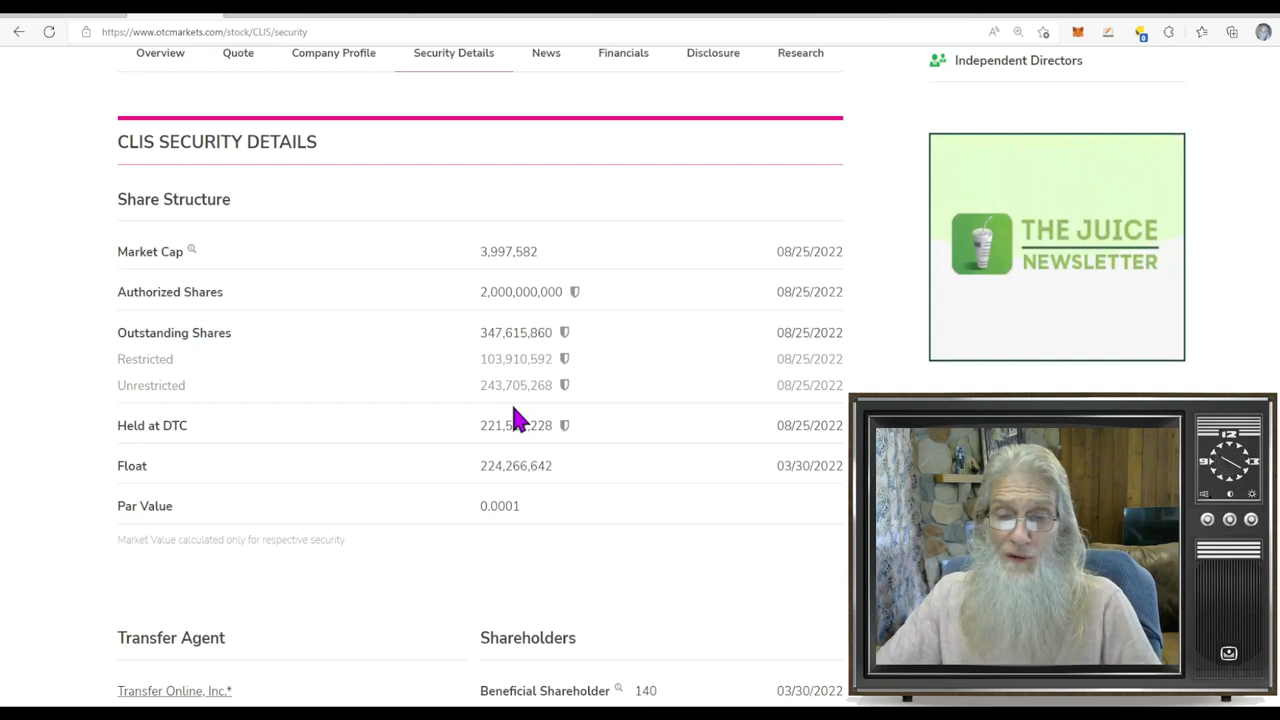 https://www.otcmarkets.com/stock/CLIS/security
Overview Quote Company Profile Security Details News Financials Disclosure Research
Independent Directors
CLIS SECURITY DETAILS
Share Structure
Market Cap 3,997,582 08/25/2022
Authorized Shares 2,000,000,000 08/25/2022
Outstanding Shares 347,615,860 08/25/2022
Restricted 103,910,592 08/25/2022
Unrestricted 243,705,268 08/25/2022
Held at DTC 08/25/2022
Float 224,266,642 03/30/2022
Par Value 0.0001
Market Value calculated only for respective security
Transfer Agent
Transfer Online, Inc.*
Shareholders
Beneficial Shareholder 140 03/30/2022
THE JUICE
NEWSLETTER
12
9 3